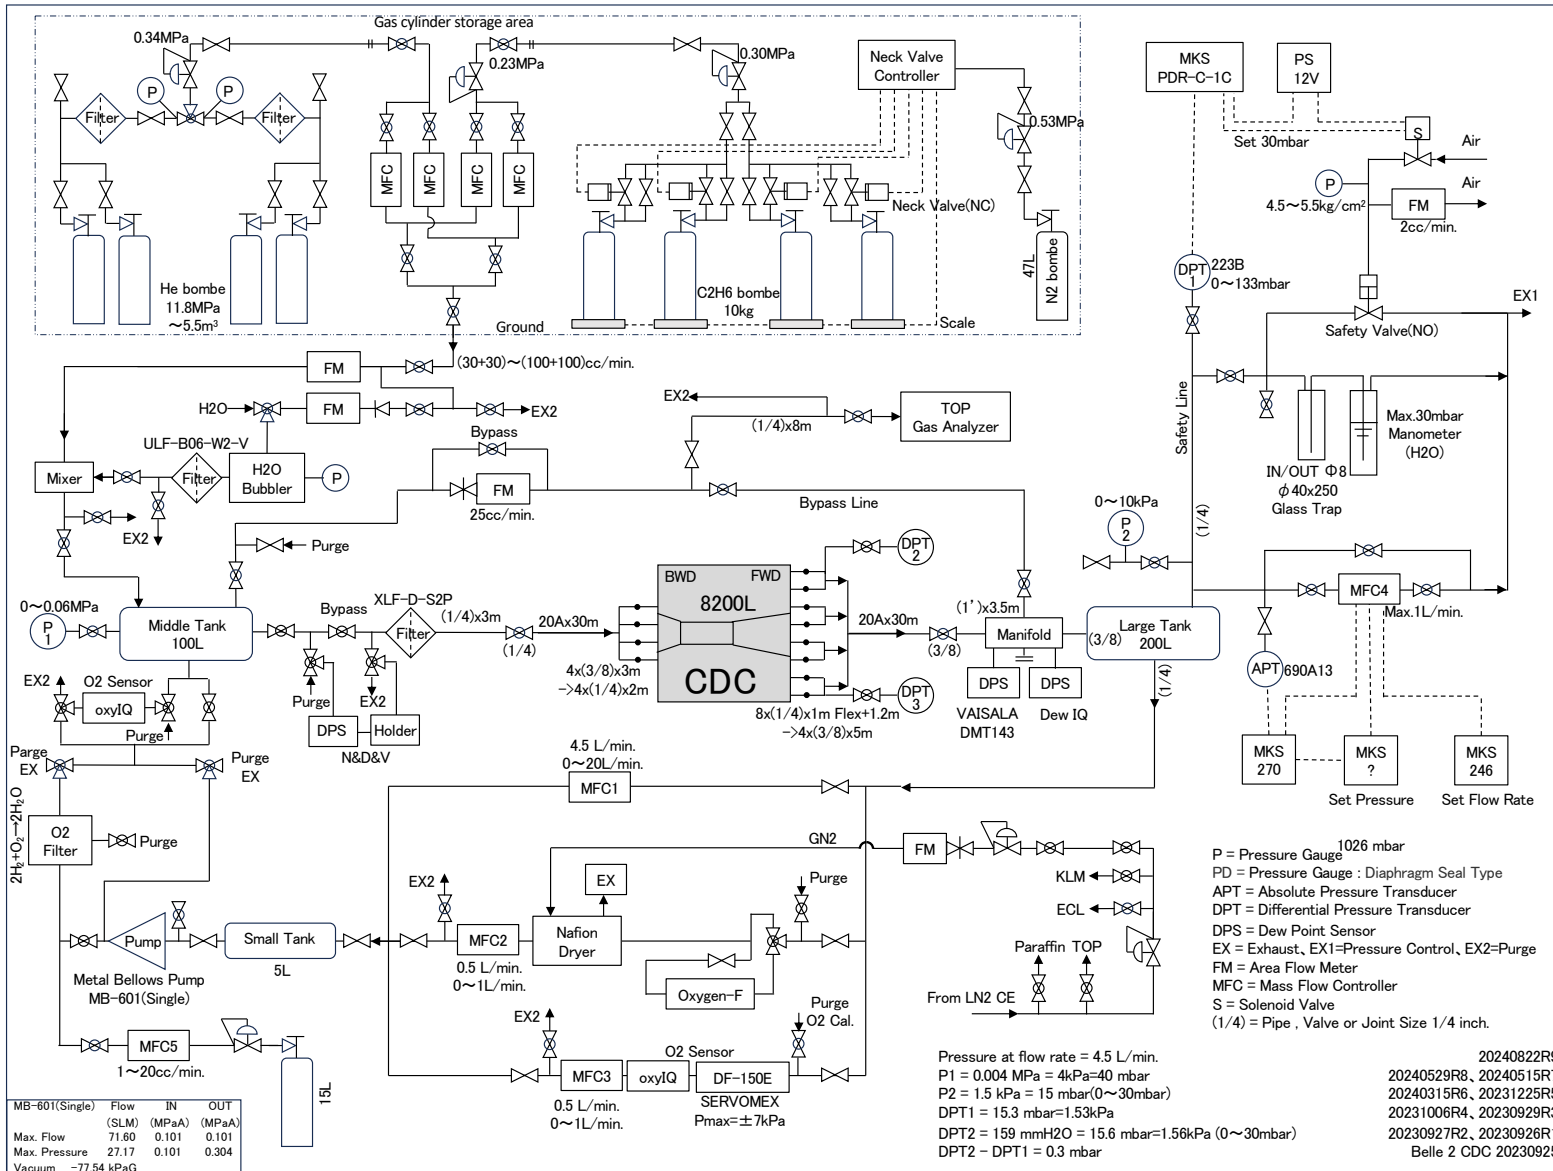 Gas cylinder storage area
0.34MPa
0.23MPa
0.30MPa
Neck Valve
Controller
0.53MPa
P
P
Filter
Filter
MFC
MFC
MFC
MFC
Neck Valve(NC)
He bombe
11.8MPa
~5.5m³
C2H6 bombe
10kg
47L
N2 bombe
Ground
Scale
MKS
PDR-C-1C
PS
12V
Set 30mbar
S
Air
P
Air
FM
4.5~5.5kg/cm²
2cc/min.
DPT
1
223B
0~133mbar
EX1
Safety Valve(NO)
Safety Line
Max.30mbar
Manometer
(H2O)
IN/OUT Φ8
φ40x250
Glass Trap
(1/4)
FM
(30+30)~(100+100)cc/min.
H2O
FM
EX2
ULF-B06-W2-V
Mixer
Filter
H2O
Bubbler
P
EX2
Purge
Bypass
FM
25cc/min.
EX2
(1/4)x8m
TOP
Gas Analyzer
Bypass Line
0~10kPa
P
2
0~0.06MPa
P
1
Middle Tank
100L
Bypass
XLF-D-S2P
Filter
(1/4)x3m
(1/4)
20Ax30m
BWD
FWD
8200L
CDC
4x(3/8)x3m
->4x(1/4)x2m
DPT
2
DPT
3
8x(1/4)x1m Flex+1.2m
->4x(3/8)x5m
20Ax30m
(3/8)
(1')x3.5m
Manifold
(3/8)
DPS
DPS
VAISALA
DMT143
Dew IQ
Large Tank
200L
(1/4)
MFC4
Max.1L/min.
APT
690A13
MKS
270
MKS
?
MKS
246
Set Pressure
Set Flow Rate
EX2
O2 Sensor
oxyIQ
Purge
Purge
EX2
DPS
Holder
N&D&V
Parge
EX
Purge
EX
2H₂+O₂→2H₂O
O2
Filter
Purge
4.5 L/min.
0~20L/min.
MFC1
GN2
FM
KLM
ECL
Paraffin TOP
From LN2 CE
EX2
EX
Purge
Pump
Small Tank
5L
MFC2
0.5 L/min.
0~1L/min.
Nafion
Dryer
Oxygen-F
Metal Bellows Pump
MB-601(Single)
EX2
Purge
O2 Cal.
O2 Sensor
MFC3
oxyIQ
DF-150E
0.5 L/min.
0~1L/min.
SERVOMEX
Pmax=±7kPa
MFC5
1~20cc/min.
15L
1026 mbar
P = Pressure Gauge
PD = Pressure Gauge : Diaphragm Seal Type
APT = Absolute Pressure Transducer
DPT = Differential Pressure Transducer
DPS = Dew Point Sensor
EX = Exhaust、EX1=Pressure Control、EX2=Purge
FM = Area Flow Meter
MFC = Mass Flow Controller
S = Solenoid Valve
(1/4) = Pipe , Valve or Joint Size 1/4 inch.
Pressure at flow rate = 4.5 L/min.
P1 = 0.004 MPa = 4kPa=40 mbar
P2 = 1.5 kPa = 15 mbar(0~30mbar)
DPT1 = 15.3 mbar=1.53kPa
DPT2 = 159 mmH2O = 15.6 mbar=1.56kPa (0~30mbar)
DPT2 - DPT1 = 0.3 mbar
20240822R9
20240529R8、20240515R7
20240315R6、20231225R5
20231006R4、20230929R3
20230927R2、20230926R1
Belle 2 CDC 20230925
MB-601(Single) Flow IN OUT
(SLM) (MPaA) (MPaA)
Max. Flow 71.60 0.101 0.101
Max. Pressure 27.17 0.101 0.304
Vacuum -77.54 kPaG